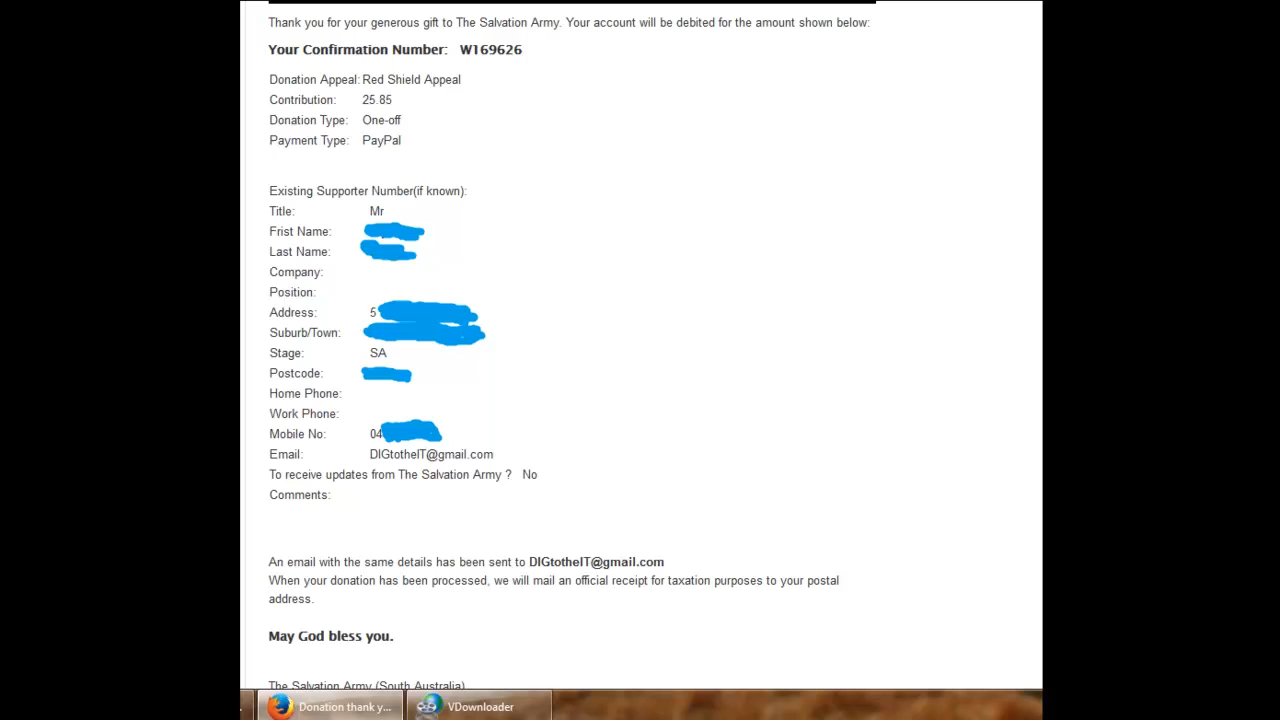 Thank you for your generous gift to The Salvation Army. Your account will be debited for the amount shown below:
Your Confirmation Number: W169626
Donation Appeal: Red Shield Appeal
Contribution: 25.85
Donation Type: One-off
Payment Type: PayPal
Existing Supporter Number(if known):
Title: Mr
Frist Name:
Last Name:
Company:
Position:
Address: 5
Suburb/Town:
Stage: SA
Postcode:
Home Phone:
Work Phone:
Mobile No: 04
Email: DIGtotheIT@gmail.com
To receive updates from The Salvation Army ? No
Comments:
An email with the same details has been sent to DIGtotheIT@gmail.com
When your donation has been processed, we will mail an official receipt for taxation purposes to your postal
address.
May God bless you.
The Salvation Army (South Australia)
Donation thank y... VDownloader